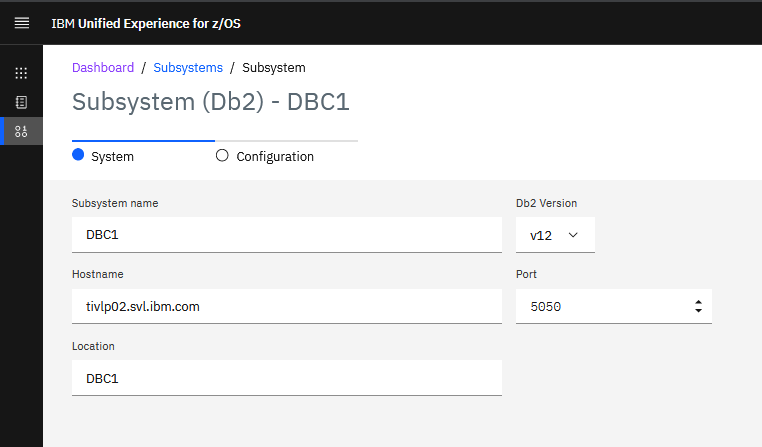 IBM Unified Experience for z/OS
Dashboard / Subsystems / Subsystem
Subsystem (Db2) - DBC1
System Configuration
Subsystem name Db2 Version
DBC1 v12
Hostname Port
tivlp02.svl.ibm.com 5050
Location
DBC1